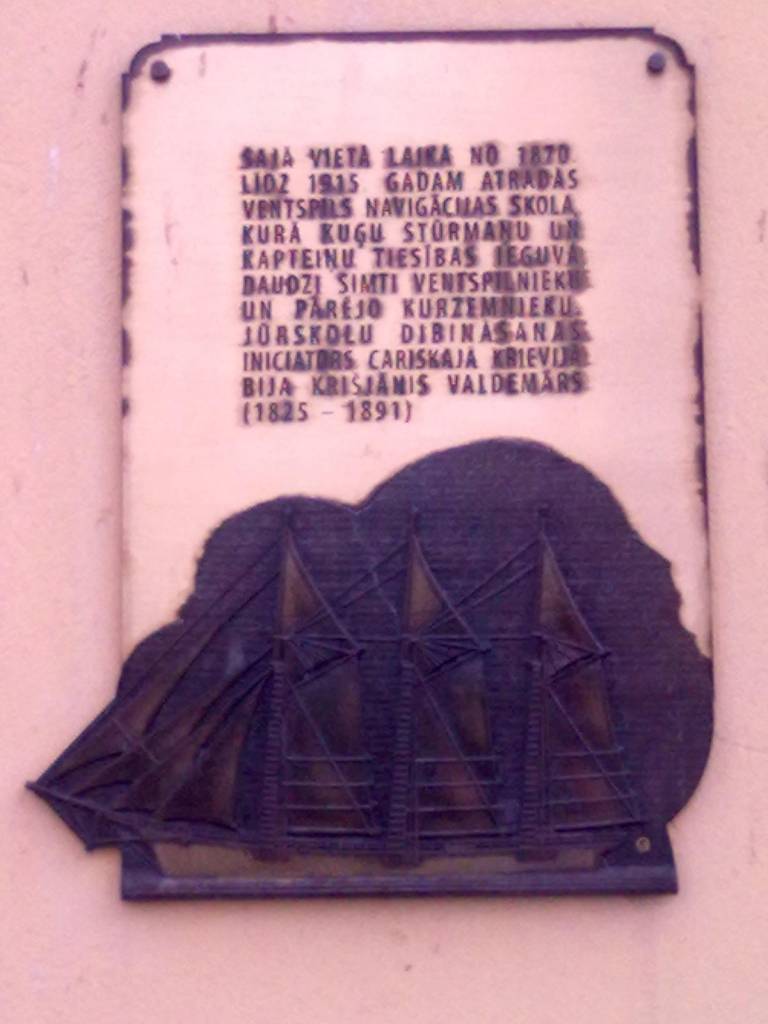 ŠAJĀ VIETĀ LAIKĀ NO 1870.
LĪDZ 1915. GADAM ATRADĀS
VENTSPILS NAVIGĀCIJAS SKOLA,
KURĀ KUĢU STŪRMAŅU UN
KAPTEIŅU TIESĪBAS IEGUVA
DAUDZI SIMTI VENTSPILNIEKU
UN PĀRĒJO KURZEMNIEKU.
JŪRSKOLU DIBINĀŠANAS
INICIATORS CARISKAJĀ KRIEVIJĀ
BIJA KRIŠJĀNIS VALDEMĀRS
(1825 - 1891)